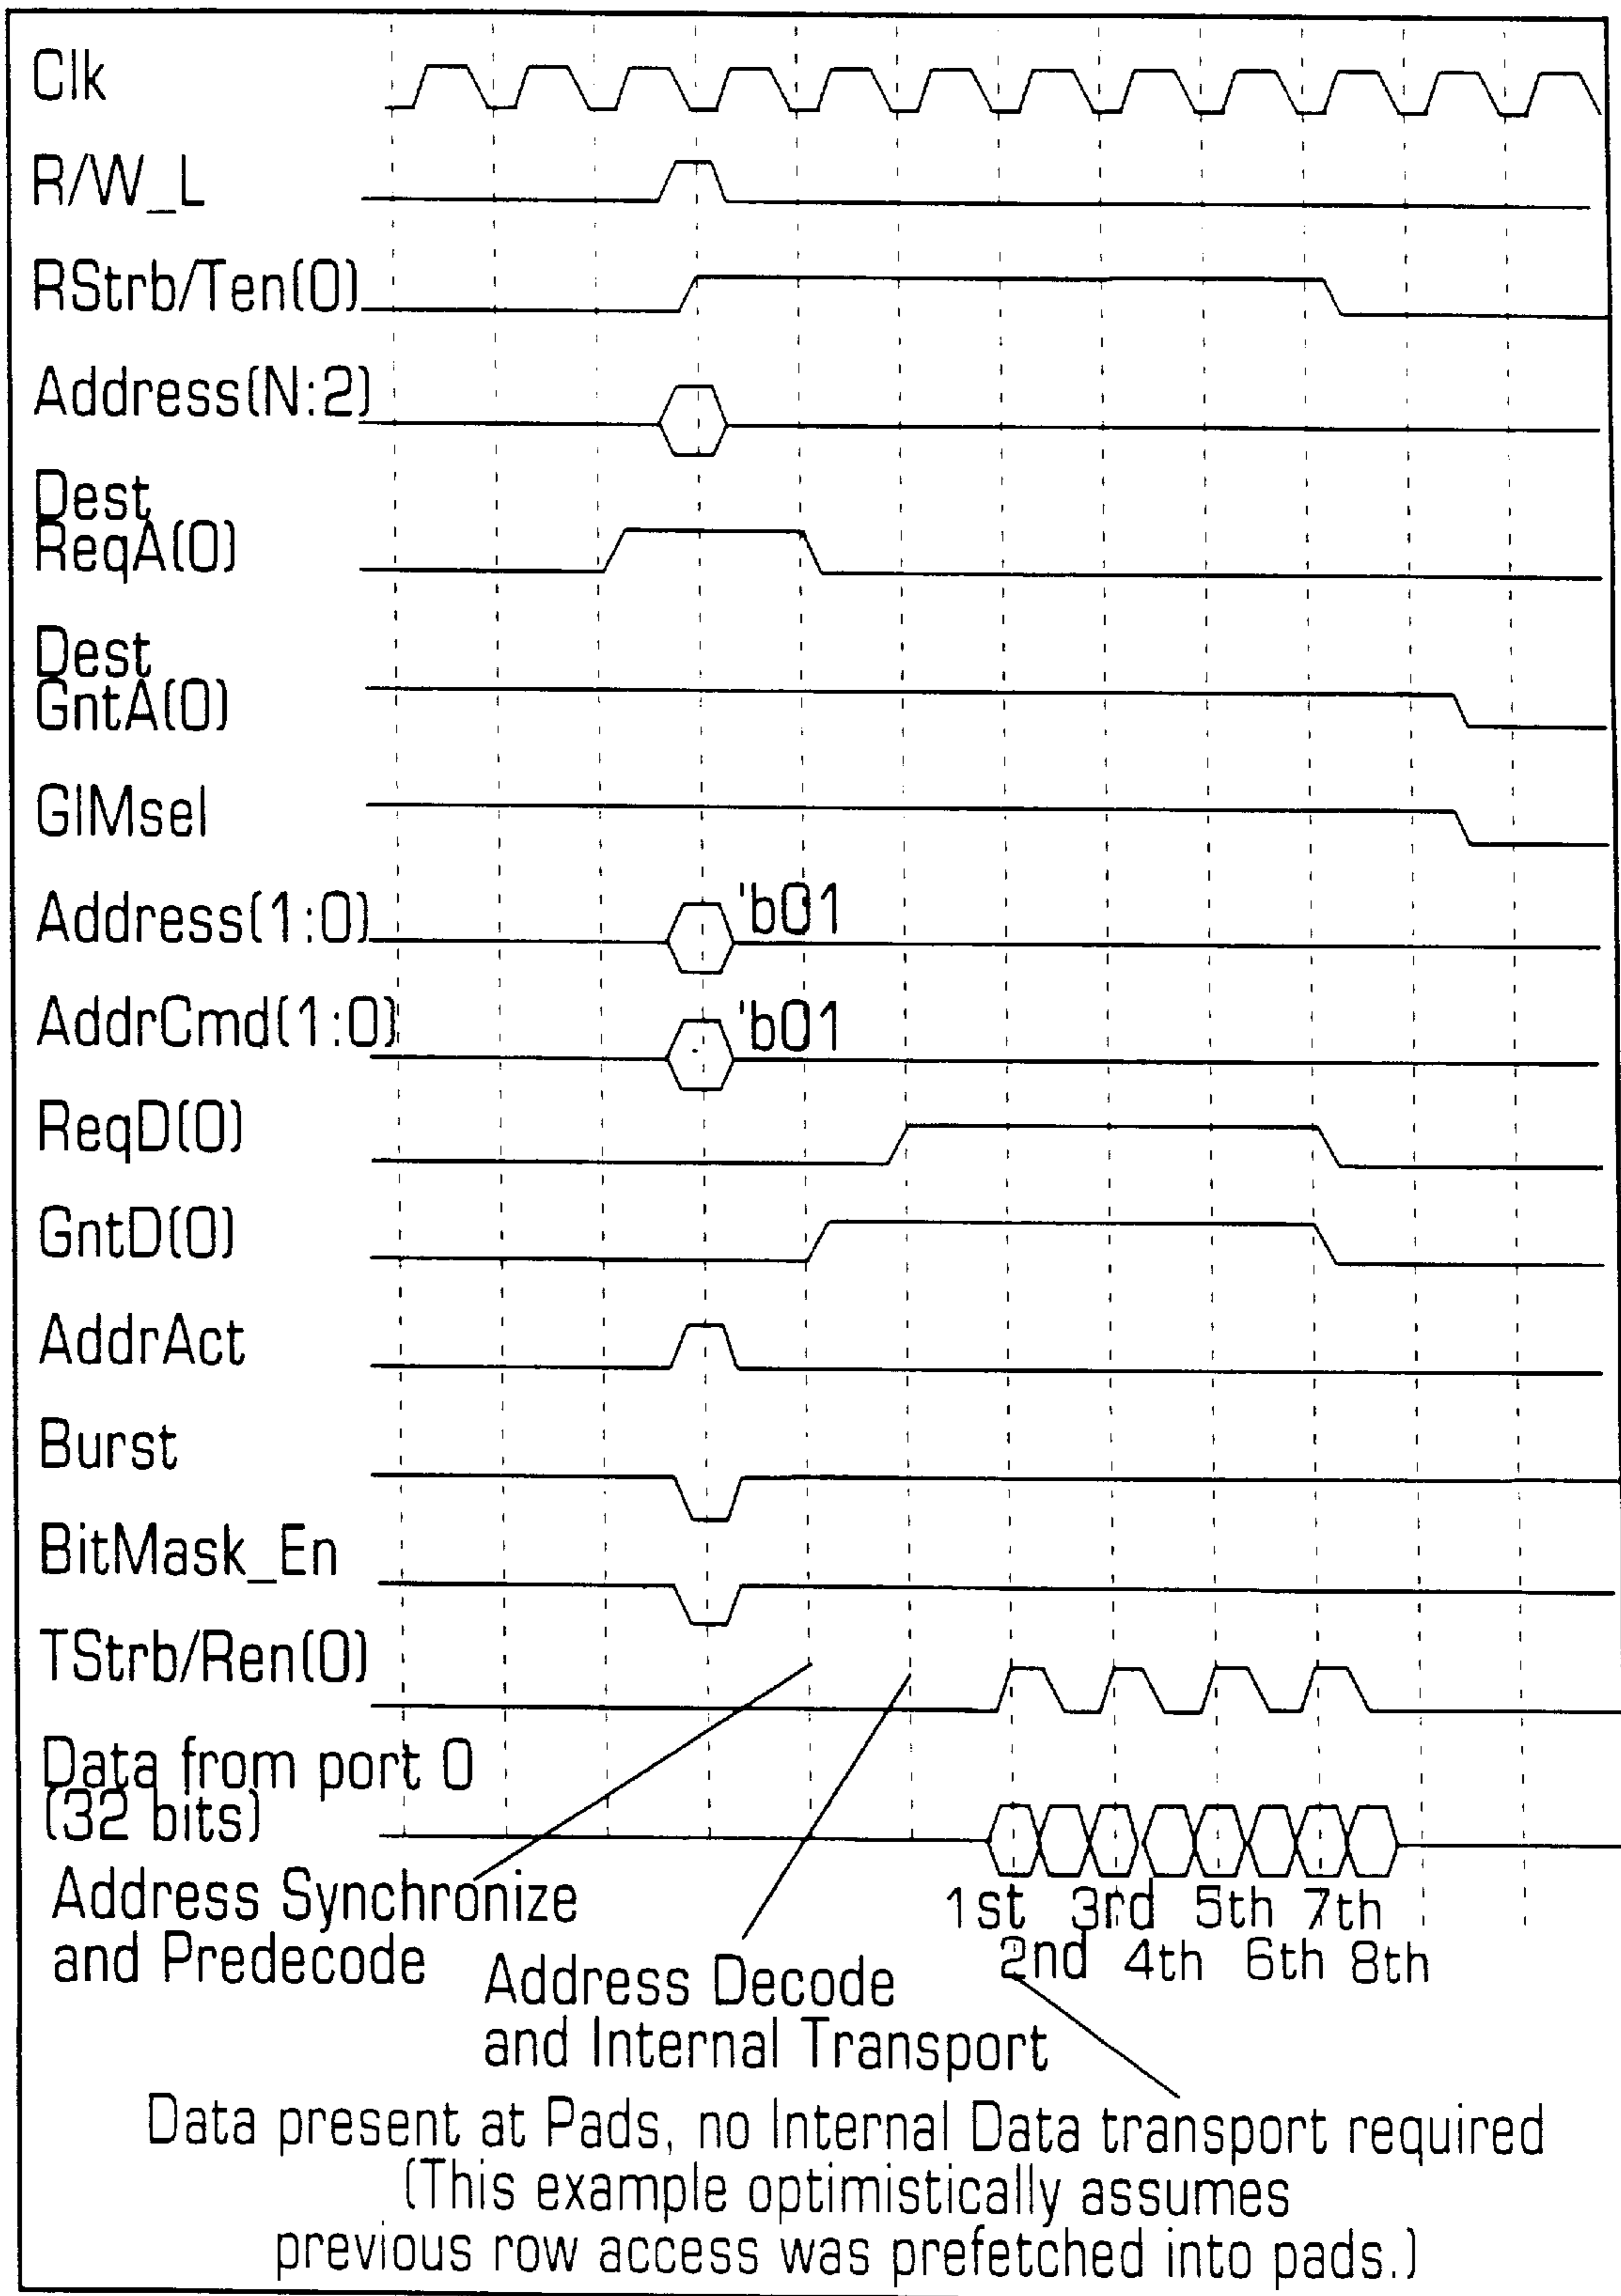 Clk
R/W_L
RStrb/Ten(0)
Address(N:2)
Dest
ReqA(0)
Dest
GntA(0)
GIMsel
Address(1:0) 'b01
AddrCmd(1:0) 'b01
ReqD(0)
GntD(0)
AddrAct
Burst
BitMask_En
TStrb/Ren(0)
Data from port 0
(32 bits)
Address Synchronize
and Predecode
1st 3rd 5th 7th
2nd 4th 6th 8th
Address Decode
and Internal Transport
Data present at Pads, no Internal Data transport required
(This example optimistically assumes
previous row access was prefetched into pads.)